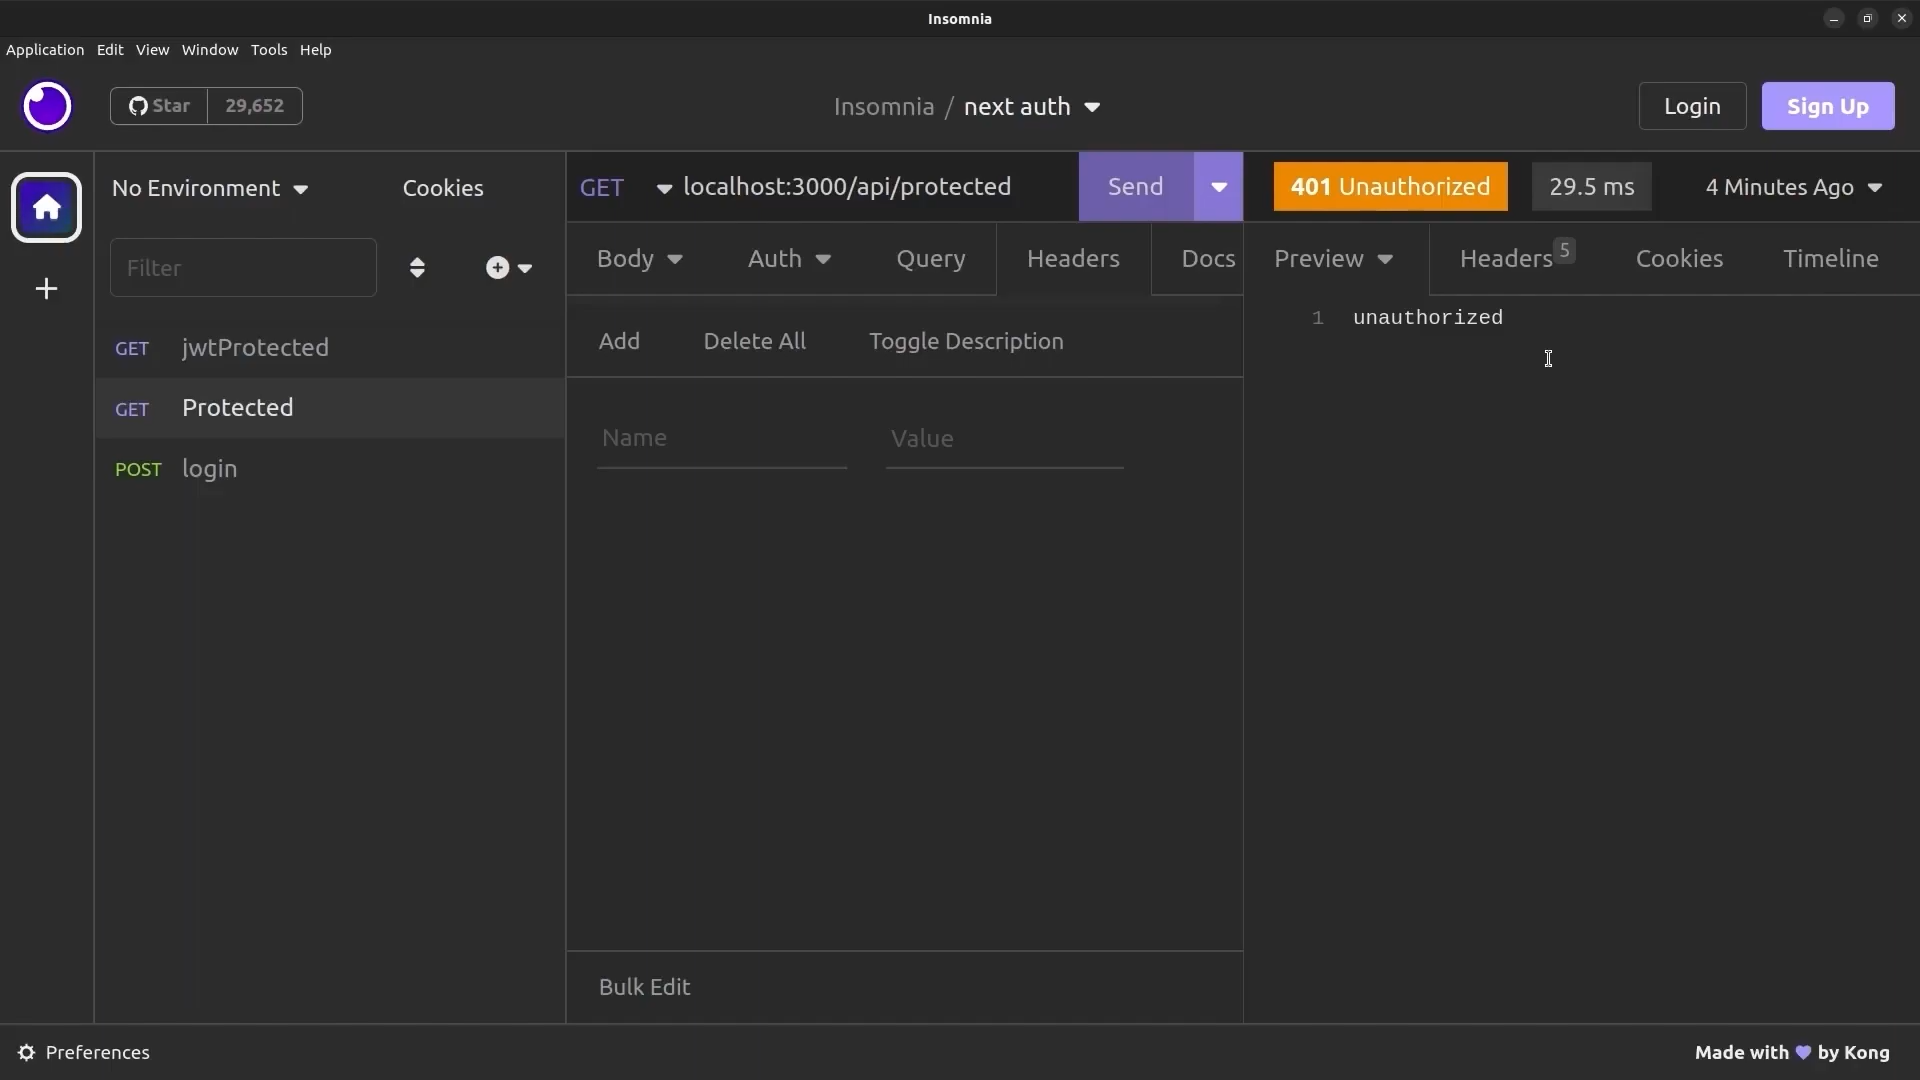 Insomnia
Application Edit View Window Tools Help
Star 29,652
Insomnia / next auth
Login Sign Up
No Environment Cookies
GET localhost:3000/api/protected Send
401 Unauthorized 29.5 ms 4 Minutes Ago
Filter
Body Auth Query Headers Docs
Preview Headers 5 Cookies Timeline
GET jwtProtected
GET Protected
POST login
Add Delete All Toggle Description
Name Value
1 unauthorized
Bulk Edit
Preferences
Made with 💜 by Kong